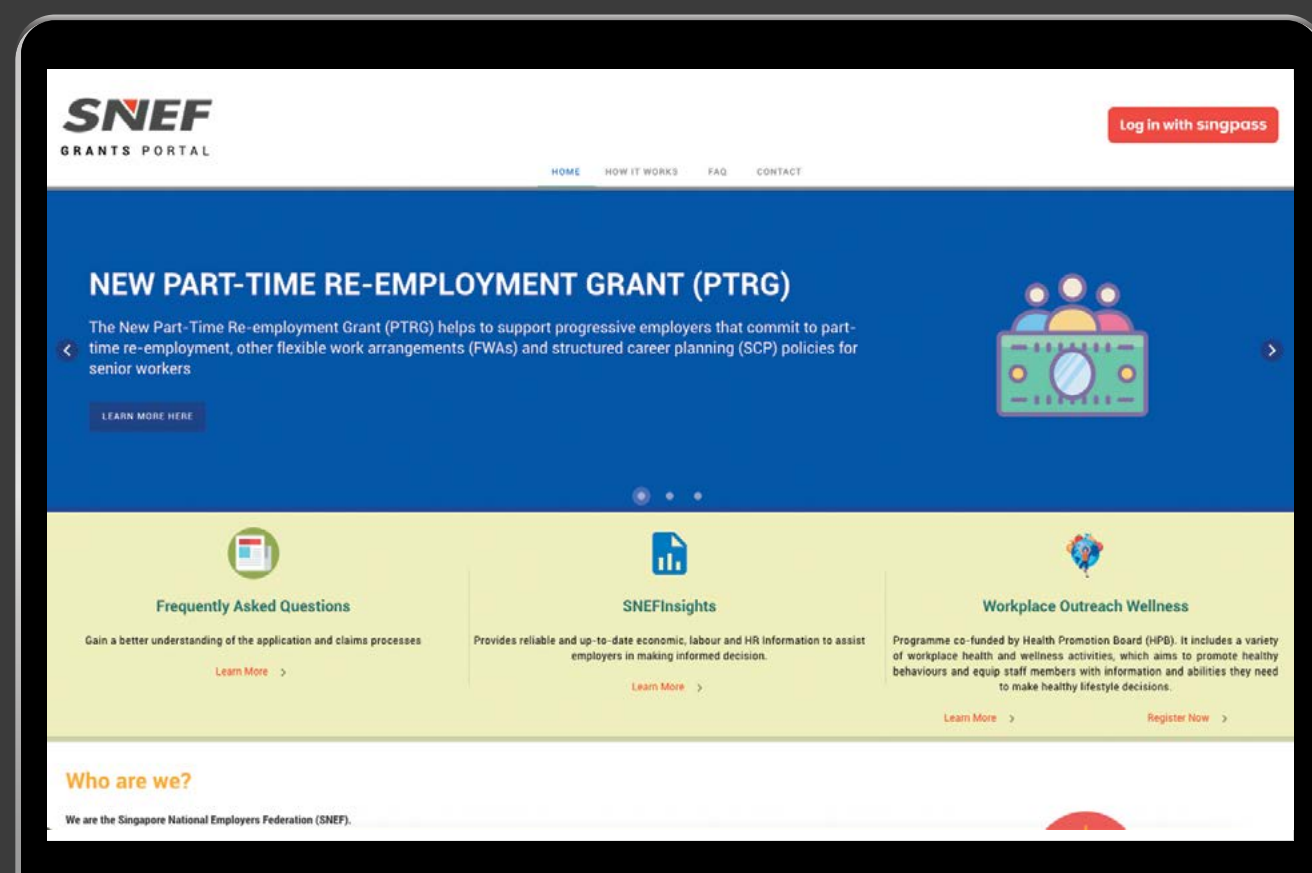 SNEF
GRANTS PORTAL
Log in with singpass
HOME HOW IT WORKS FAQ CONTACT
NEW PART-TIME RE-EMPLOYMENT GRANT (PTRG)
The New Part-Time Re-employment Grant (PTRG) helps to support progressive employers that commit to part-
time re-employment, other flexible work arrangements (FWAs) and structured career planning (SCP) policies for
senior workers
LEARN MORE HERE
Frequently Asked Questions
Gain a better understanding of the application and claims processes
Learn More
SNEFInsights
Provides reliable and up-to-date economic, labour and HR Information to assist
employers in making informed decision.
Learn More
Workplace Outreach Wellness
Programme co-funded by Health Promotion Board (HPB). It includes a variety
of workplace health and wellness activities, which aims to promote healthy
behaviours and equip staff members with information and abilities they need
to make healthy lifestyle decisions.
Learn More Register Now
Who are we?
We are the Singapore National Employers Federation (SNEF).